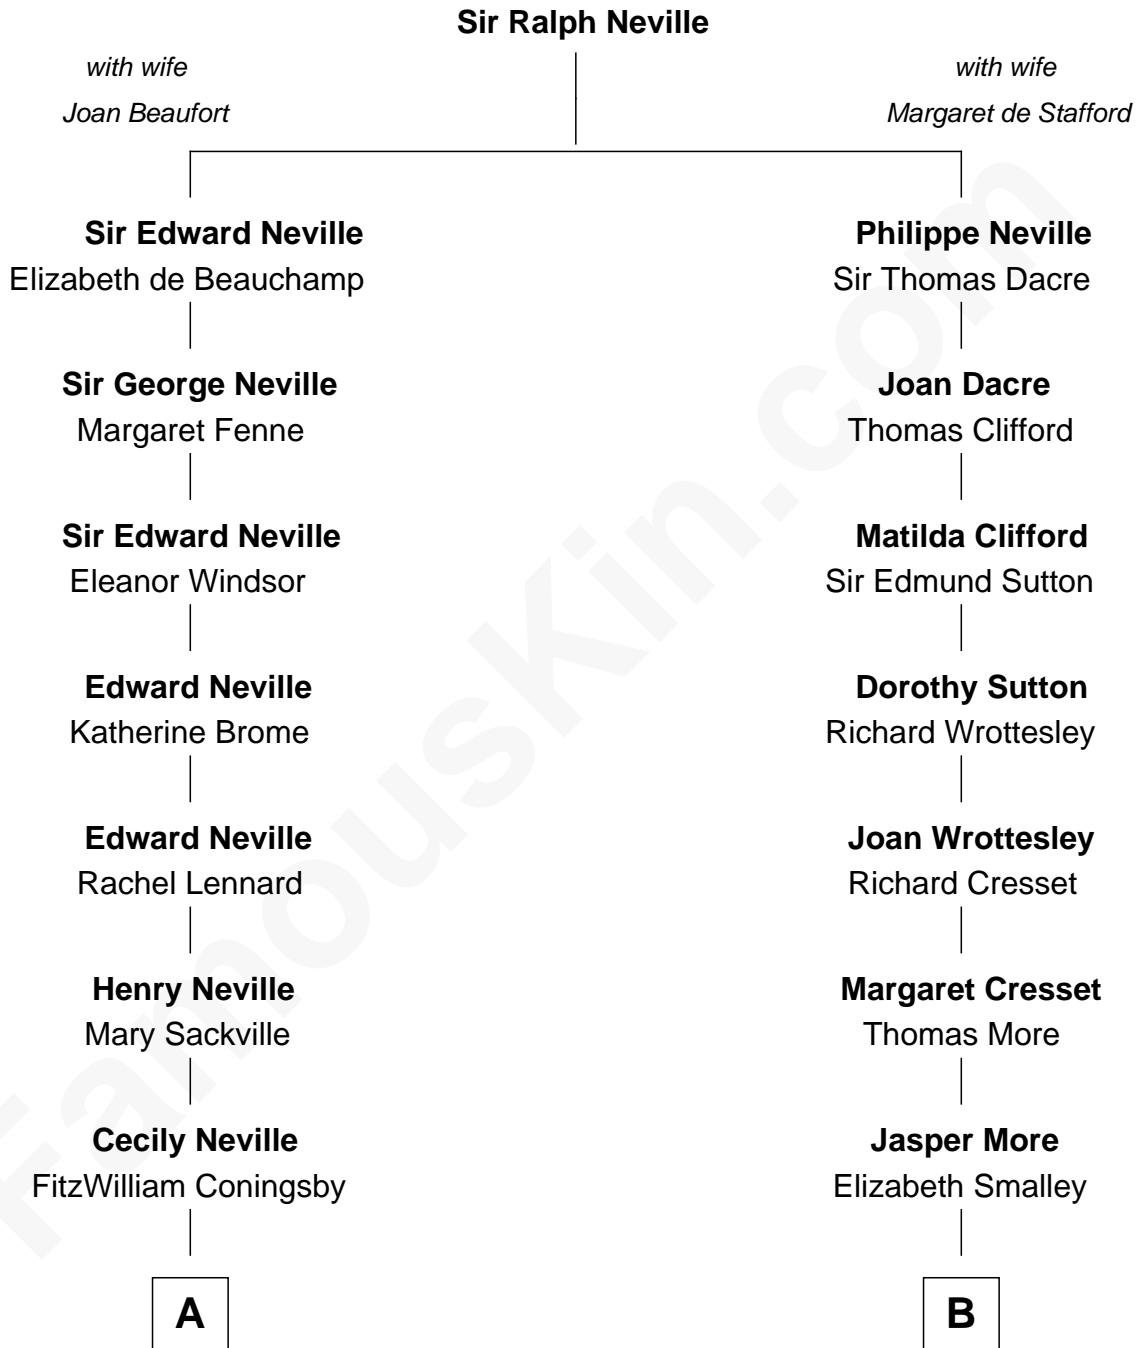 Sir Ralph Neville
with wife
Joan Beaufort
with wife
Margaret de Stafford
Sir Edward Neville
Elizabeth de Beauchamp
Philippe Neville
Sir Thomas Dacre
Sir George Neville
Margaret Fenne
Joan Dacre
Thomas Clifford
Sir Edward Neville
Eleanor Windsor
Matilda Clifford
Sir Edmund Sutton
Edward Neville
Katherine Brome
Dorothy Sutton
Richard Wrottesley
Edward Neville
Rachel Lennard
Joan Wrottesley
Richard Cresset
Henry Neville
Mary Sackville
Margaret Cresset
Thomas More
Cecily Neville
FitzWilliam Coningsby
Jasper More
Elizabeth Smalley
A
B
FamousKin.com